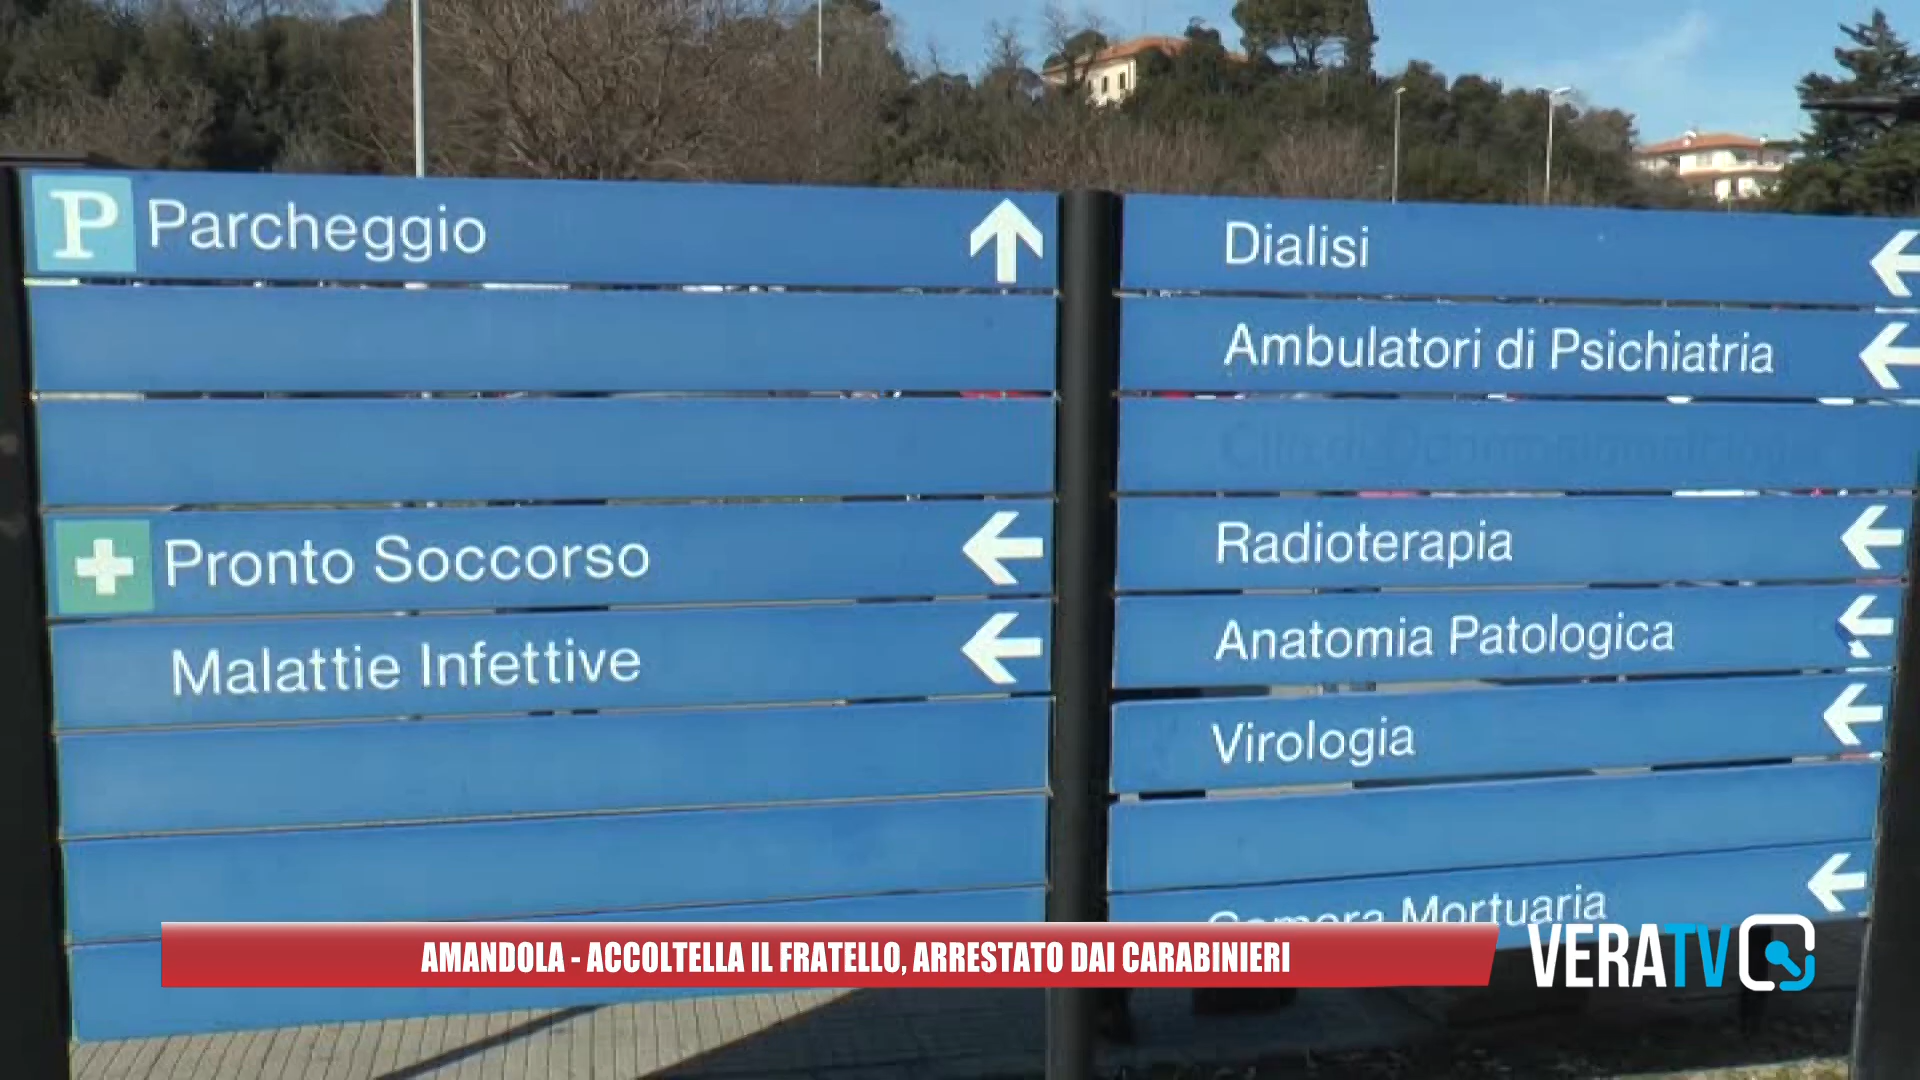 P Parcheggio
Pronto Soccorso
Malattie Infettive
Dialisi
Ambulatori di Psichiatria
Radioterapia
Anatomia Patologica
Virologia
Camera Mortuaria
AMANDOLA - ACCOLTELLA IL FRATELLO, ARRESTATO DAI CARABINIERI
VERATV